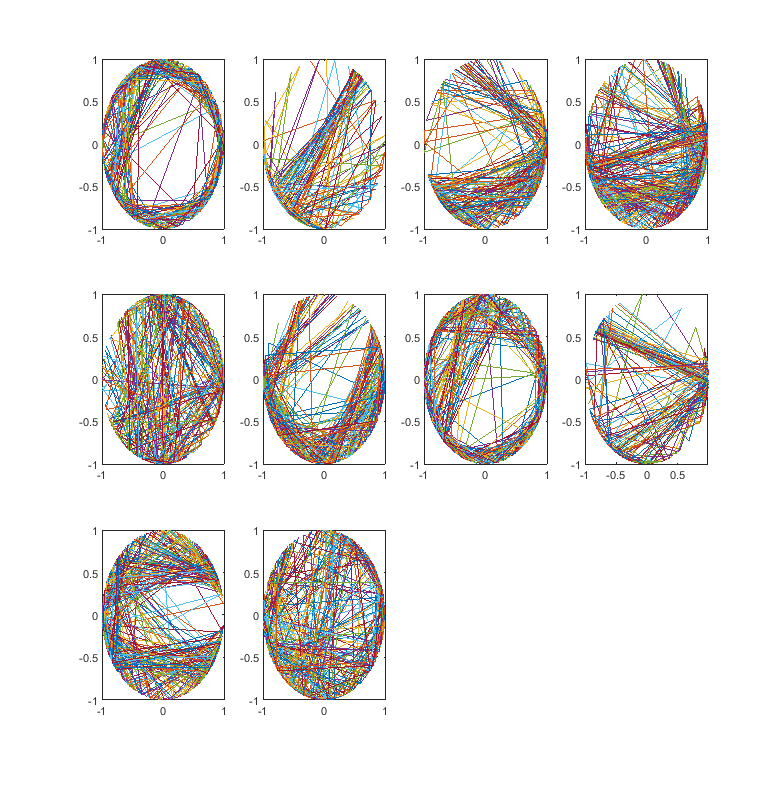 1 1 1 1
0.5 0.5 0.5 0.5
0 0 0 0
-0.5 -0.5 -0.5 -0.5
-1 -1 -1 -1
-1 0 1 -1 0 1 -1 0 1 -1 0 1
1 1 1 1
0.5 0.5 0.5 0.5
0 0 0 0
-0.5 -0.5 -0.5 -0.5
-1 -1 -1 -1
-1 0 1 -1 0 1 -1 0 1 -1 -0.5 0 0.5
1 1
0.5 0.5
0 0
-0.5 -0.5
-1 -1
-1 0 1 -1 0 1